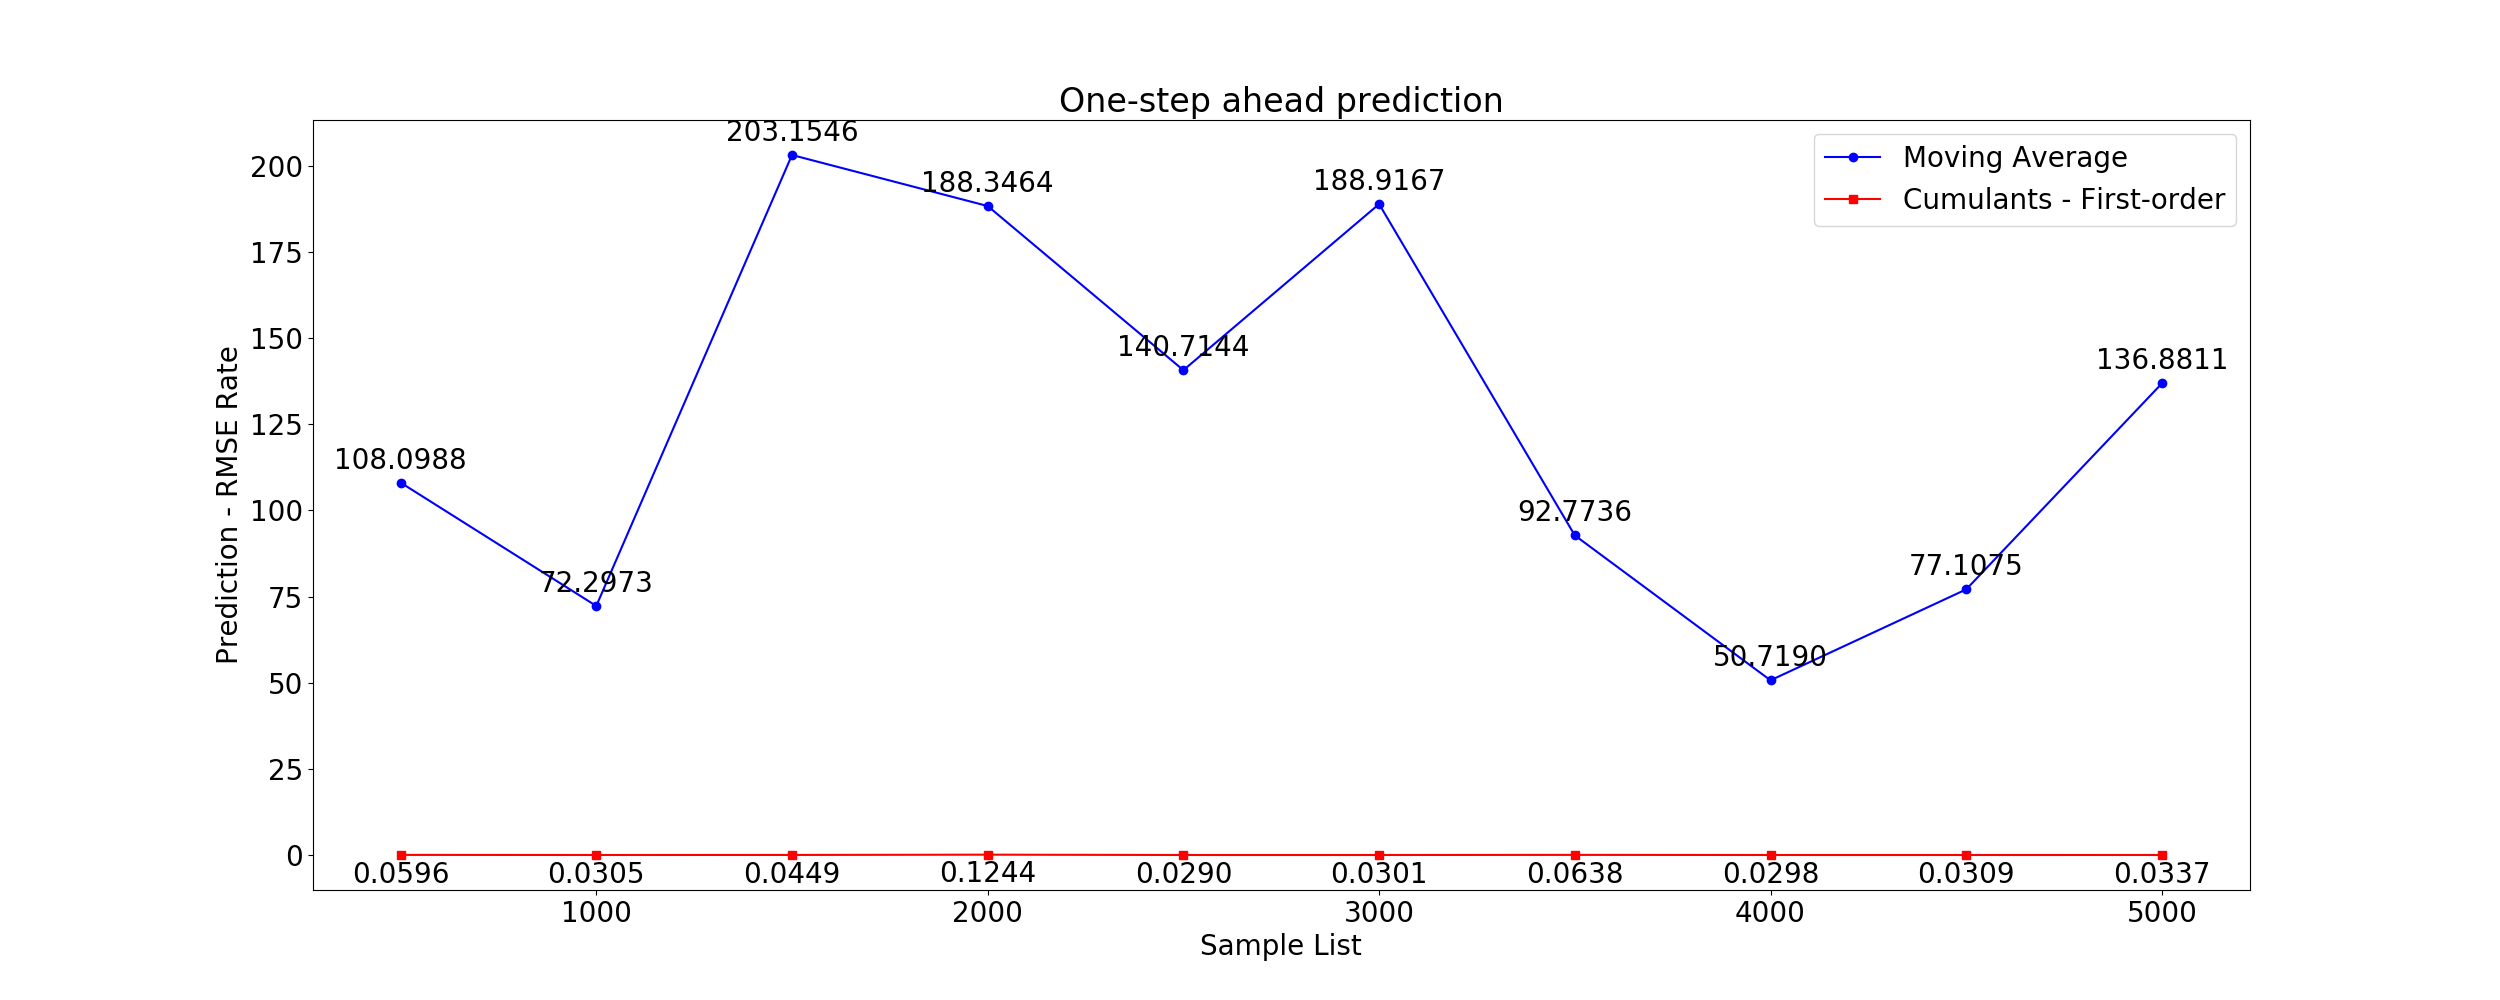 One-step ahead prediction
203.1546
188.3464
188.9167
140.7144
136.8811
108.0988
92.7736
72.2973
77.1075
50.7190
Moving Average
Cumulants - First-order
Prediction - RMSE Rate
200
175
150
125
100
75
50
25
0
0.0596 0.0305 0.0449 0.1244 0.0290 0.0301 0.0638 0.0298 0.0309 0.0337
1000 2000 3000 4000 5000
Sample List